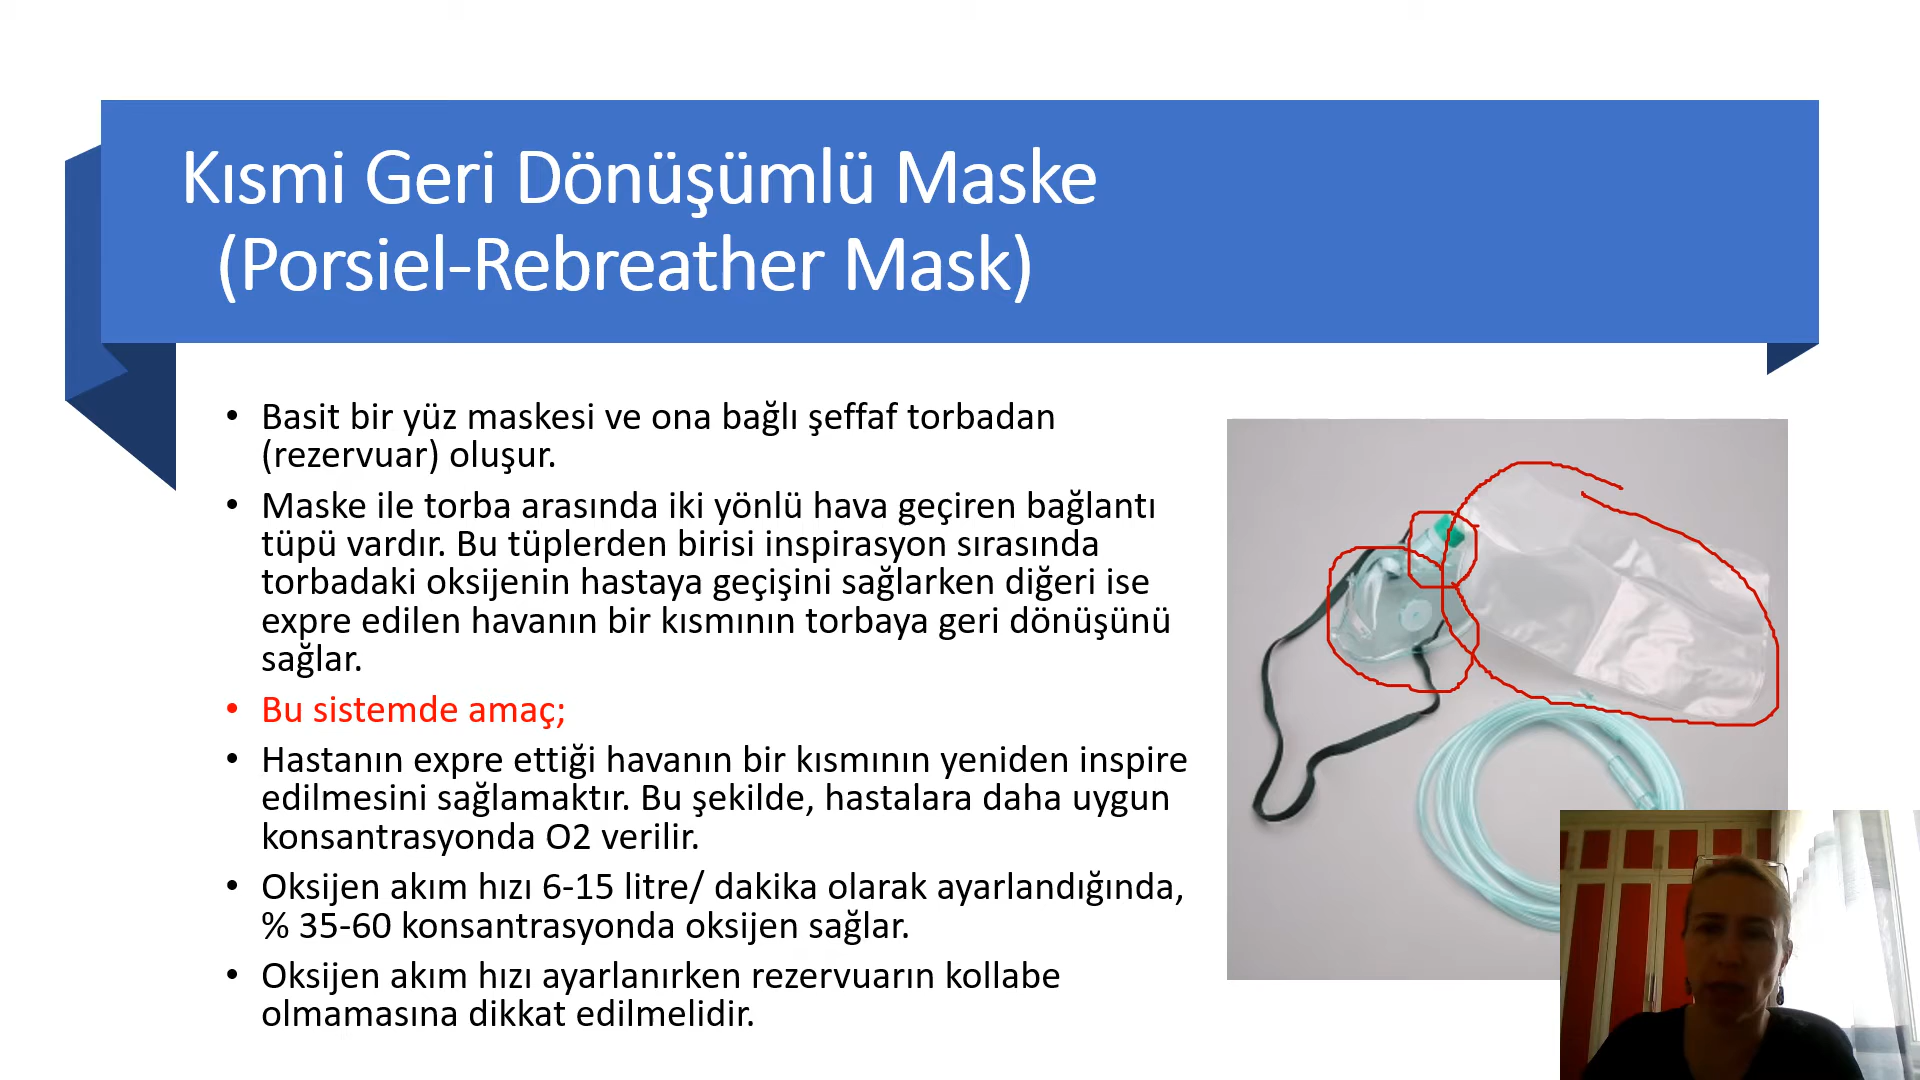 Kısmi Geri Dönüşümlü Maske
(Porsiel-Rebreather Mask)
• Basit bir yüz maskesi ve ona bağlı şeffaf torbadan
(rezervuar) oluşur.
• Maske ile torba arasında iki yönlü hava geçiren bağlantı
tüpü vardır. Bu tüplerden birisi inspirasyon sırasında
torbadaki oksijenin hastaya geçişini sağlarken diğeri ise
expre edilen havanın bir kısmının torbaya geri dönüşünü
sağlar.
• Bu sistemde amaç;
• Hastanın expre ettiği havanın bir kısmının yeniden inspire
edilmesini sağlamaktır. Bu şekilde, hastalara daha uygun
konsantrasyonda O2 verilir.
• Oksijen akım hızı 6-15 litre/ dakika olarak ayarlandığında,
% 35-60 konsantrasyonda oksijen sağlar.
• Oksijen akım hızı ayarlanırken rezervuarın kollabe
olmamasına dikkat edilmelidir.